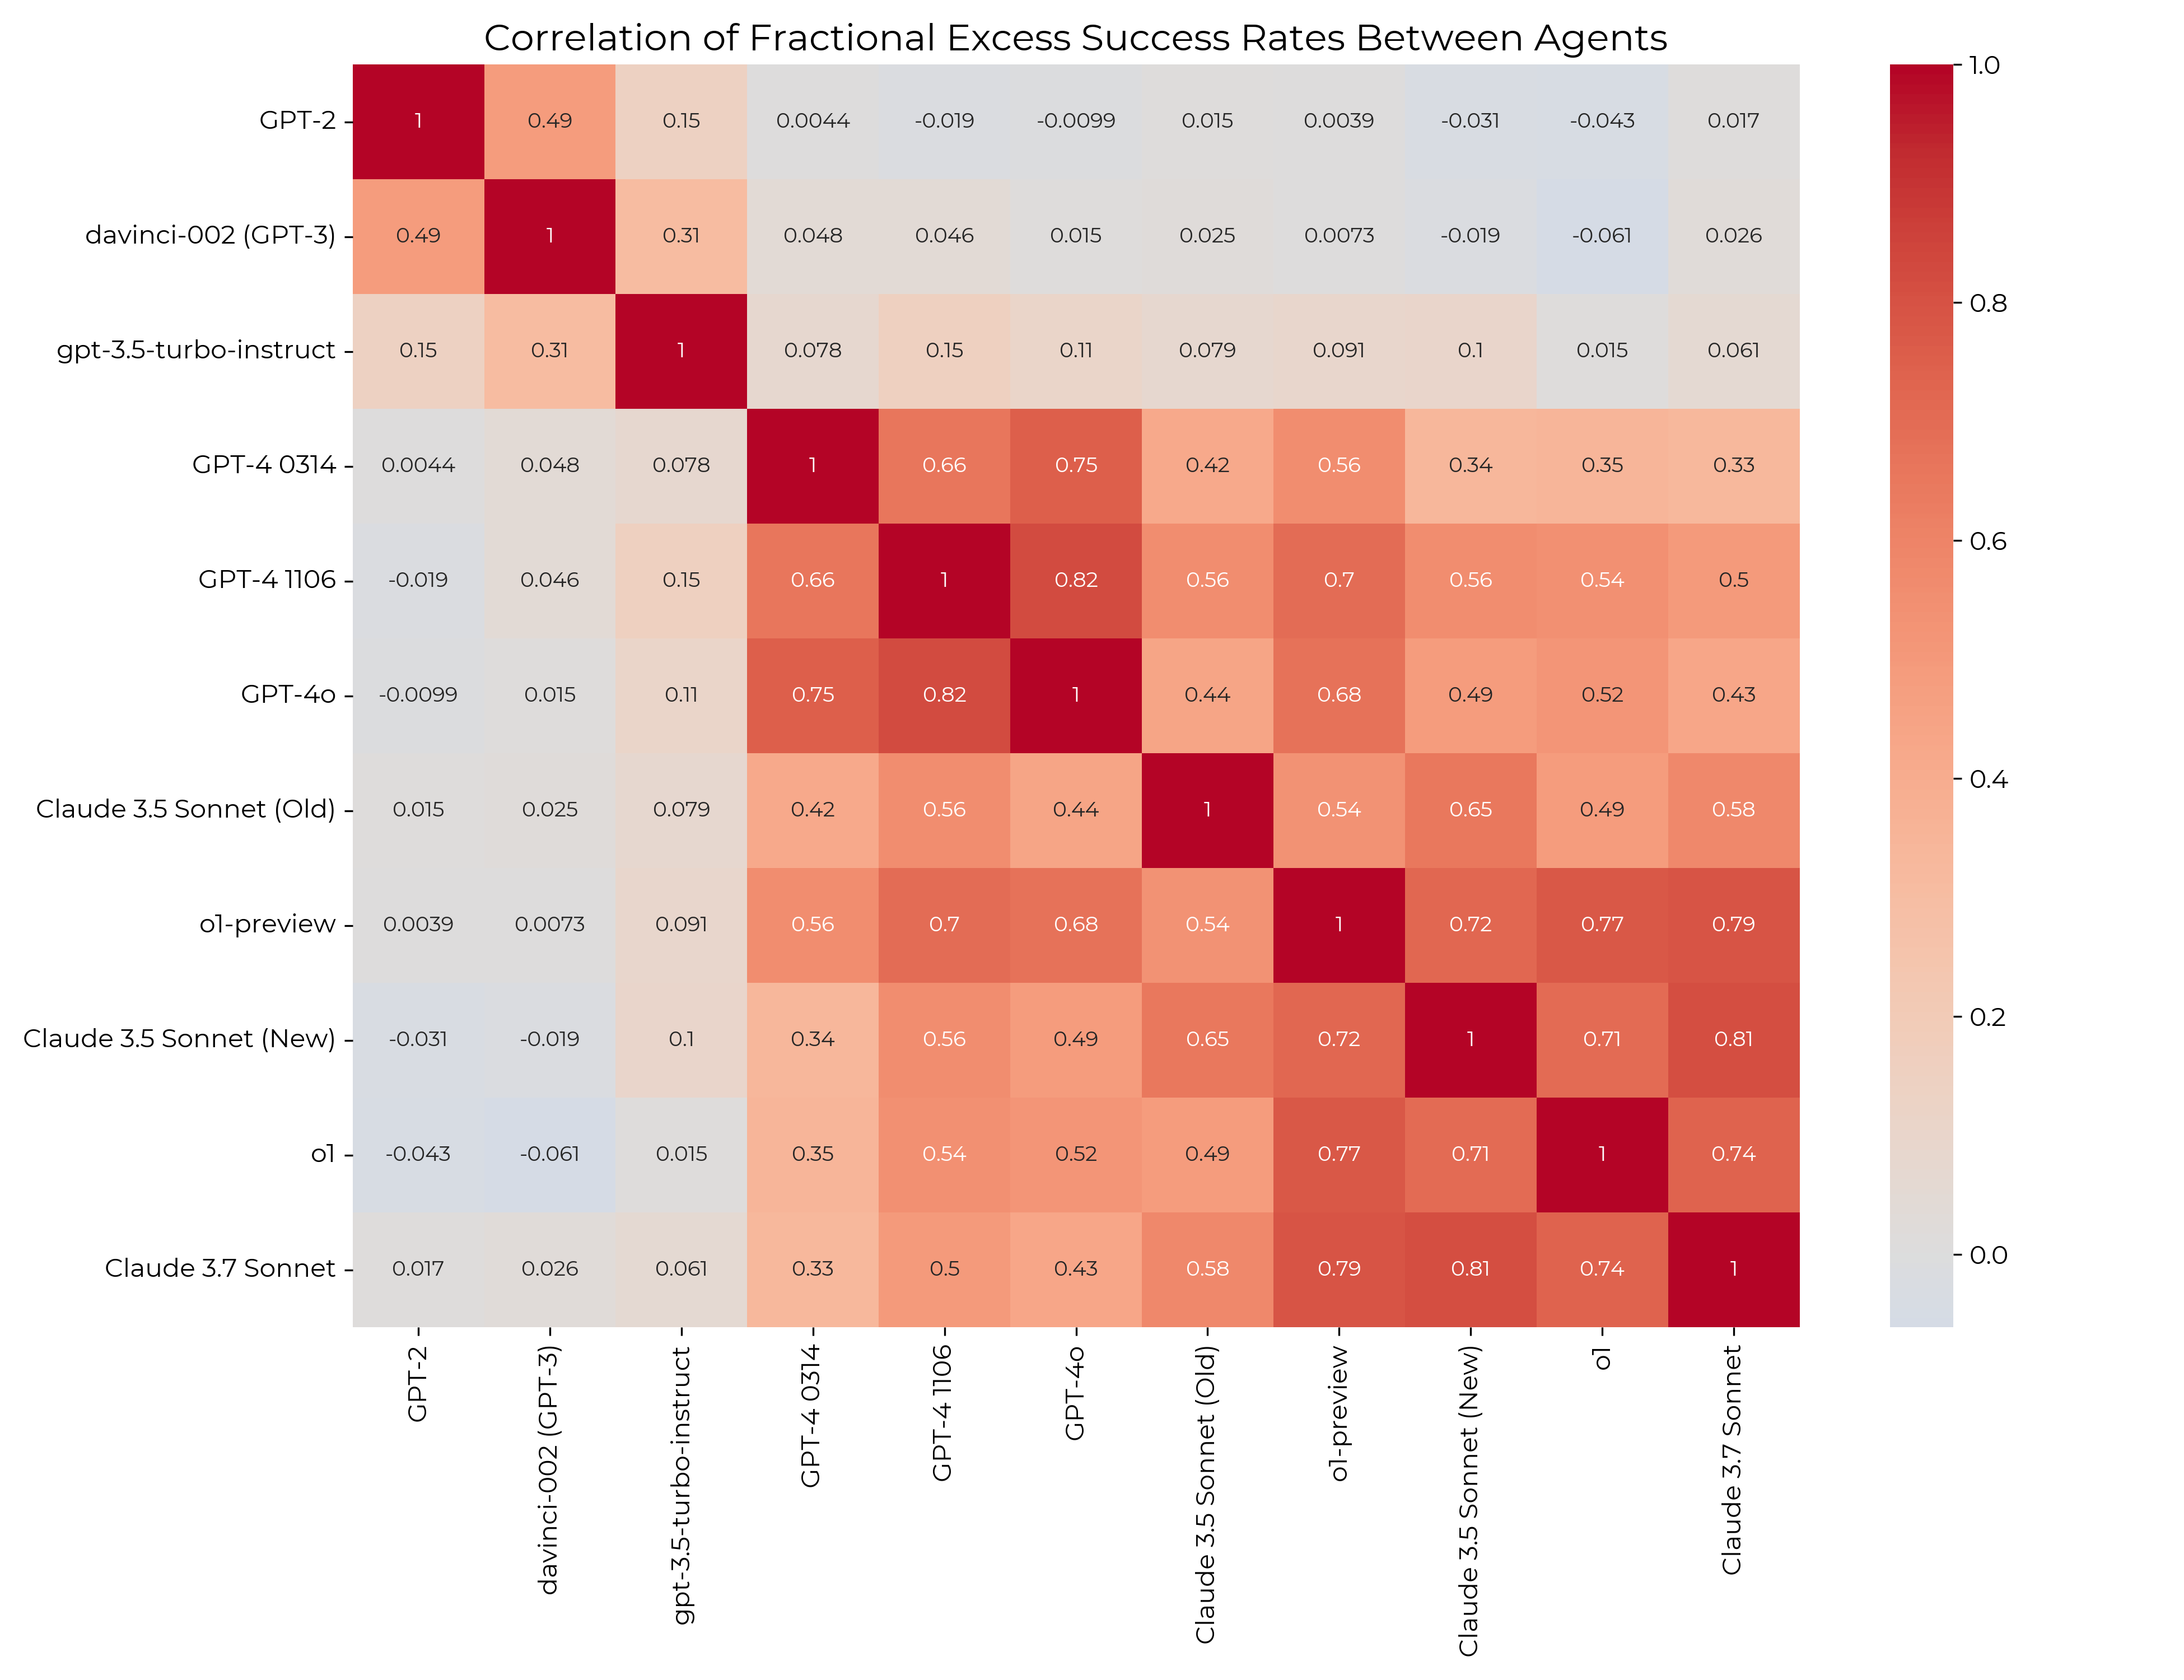 Correlation of Fractional Excess Success Rates Between Agents
GPT-2 1 0.49 0.15 0.0044 -0.019 -0.0099 0.015 0.0039 -0.031 -0.043 0.017
davinci-002 (GPT-3) 0.49 1 0.31 0.048 0.046 0.015 0.025 0.0073 -0.019 -0.061 0.026
gpt-3.5-turbo-instruct 0.15 0.31 1 0.078 0.15 0.11 0.079 0.091 0.1 0.015 0.061
GPT-4 0314 0.0044 0.048 0.078 1 0.66 0.75 0.42 0.56 0.34 0.35 0.33
GPT-4 1106 -0.019 0.046 0.15 0.66 1 0.82 0.56 0.7 0.56 0.54 0.5
GPT-4o -0.0099 0.015 0.11 0.75 0.82 1 0.44 0.68 0.49 0.52 0.43
Claude 3.5 Sonnet (Old) 0.015 0.025 0.079 0.42 0.56 0.44 1 0.54 0.65 0.49 0.58
o1-preview 0.0039 0.0073 0.091 0.56 0.7 0.68 0.54 1 0.72 0.77 0.79
Claude 3.5 Sonnet (New) -0.031 -0.019 0.1 0.34 0.56 0.49 0.65 0.72 1 0.71 0.81
o1 -0.043 -0.061 0.015 0.35 0.54 0.52 0.49 0.77 0.71 1 0.74
Claude 3.7 Sonnet 0.017 0.026 0.061 0.33 0.5 0.43 0.58 0.79 0.81 0.74 1
GPT-2
davinci-002 (GPT-3)
gpt-3.5-turbo-instruct
GPT-4 0314
GPT-4 1106
GPT-4o
Claude 3.5 Sonnet (Old)
o1-preview
Claude 3.5 Sonnet (New)
o1
Claude 3.7 Sonnet
1.0
0.8
0.6
0.4
0.2
0.0